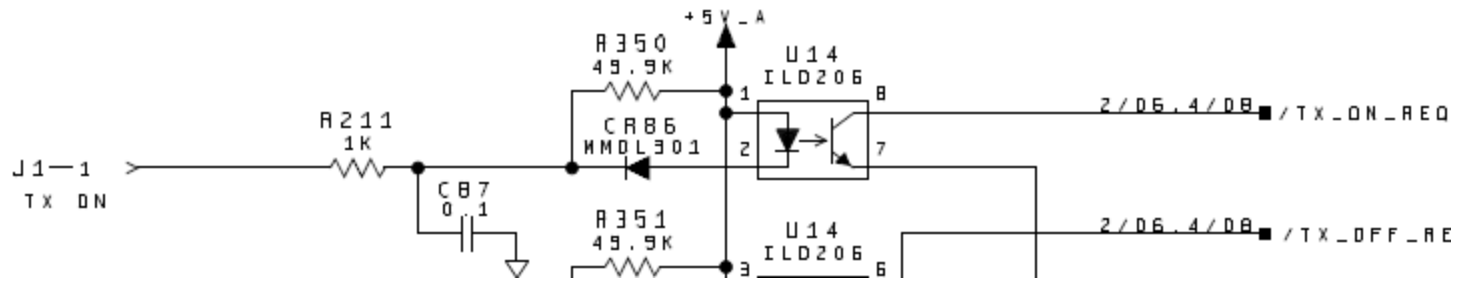 +5V_A
R350
49.9K
U14
ILD206
1
8
2/D6,4/D8
/TX_ON_REQ
R211
1K
CR86
MMDL301
2
7
J1-1
TX ON
C87
0.1
R351
49.9K
U14
ILD206
2/D6,4/D8
/TX_OFF_RE
3
6